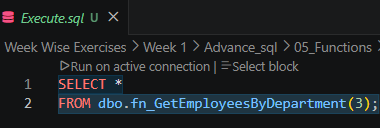 Execute.sql U
Week Wise Exercises > Week 1 > Advance_sql > 05_Functions
Run on active connection | Select block
1 SELECT *
2 FROM dbo.fn_GetEmployeesByDepartment(3);